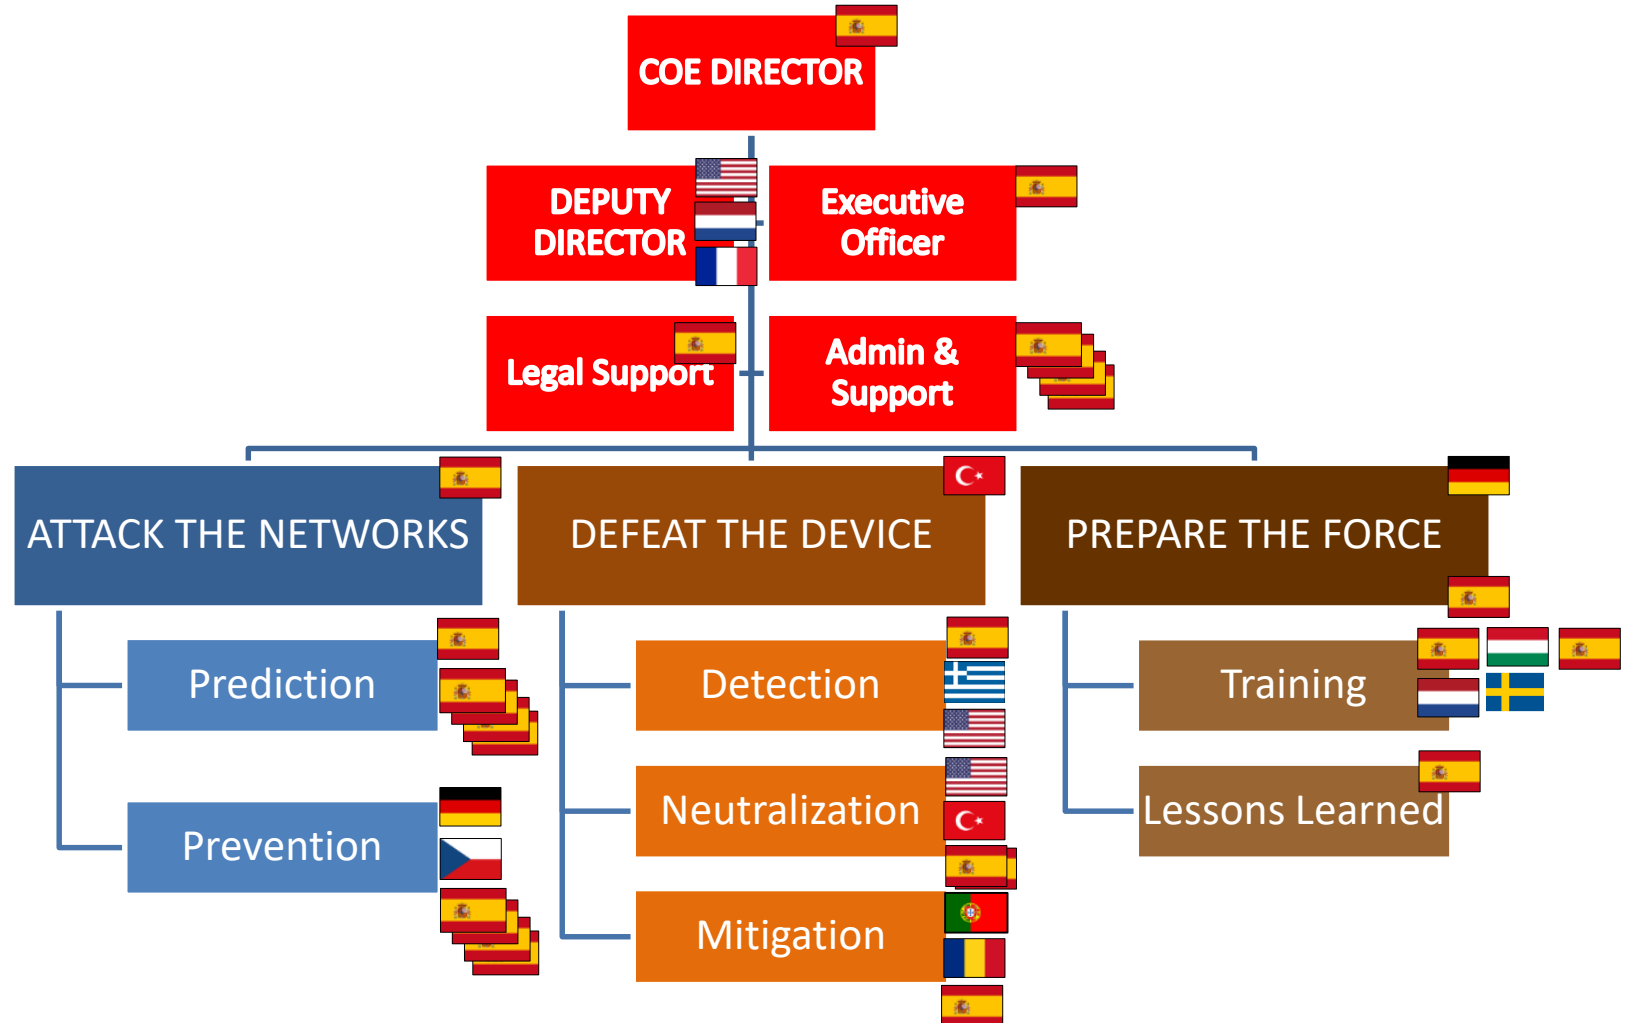 COE DIRECTOR
DEPUTY
DIRECTOR
Executive
Officer
Legal Support
Admin &
Support
ATTACK THE NETWORKS
DEFEAT THE DEVICE
PREPARE THE FORCE
Prediction
Prevention
Detection
Neutralization
Mitigation
Training
Lessons Learned